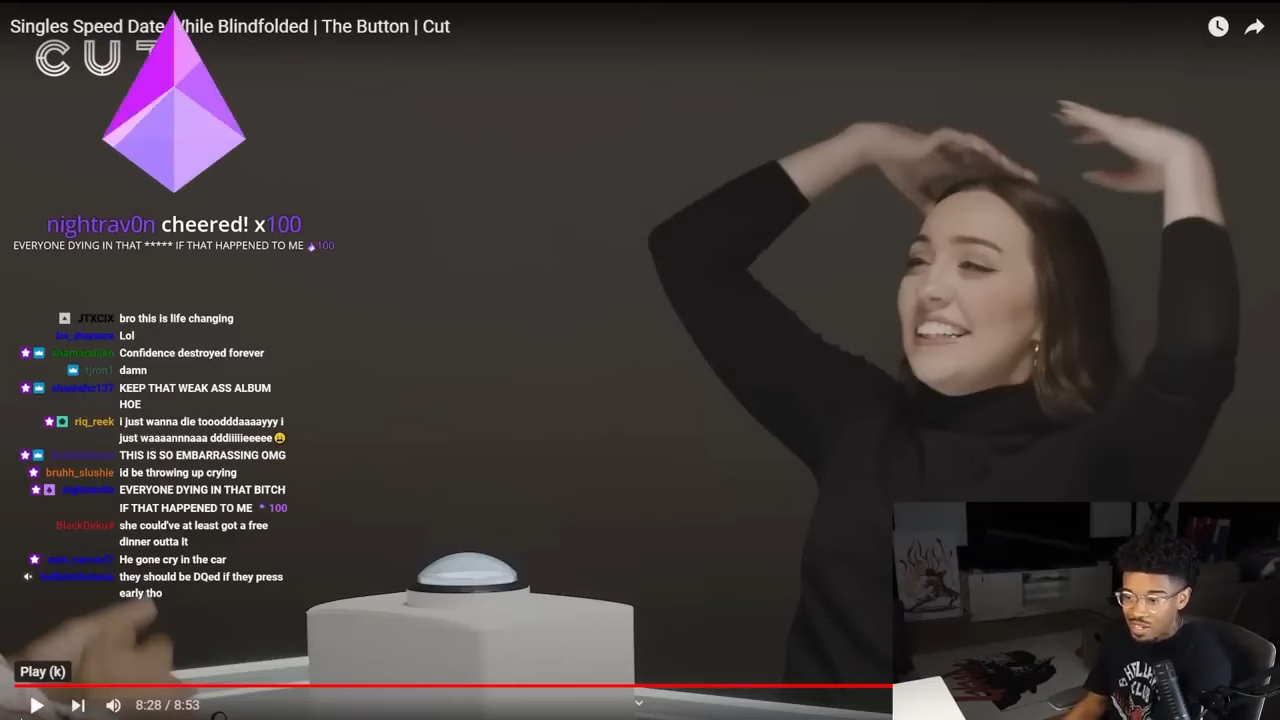 Singles Speed Date While Blindfolded | The Button | Cut
CUT
nightrav0n cheered! x100
EVERYONE DYING IN THAT ***** IF THAT HAPPENED TO ME 100
JTXCIX bro this is life changing
Lol
Confidence destroyed forever
tjron1 damn
KEEP THAT WEAK ASS ALBUM
HOE
riq_reek i just wanna die tooodddaaaayyy i
just waaaannnaaa dddiiiiieeeee
THIS IS SO EMBARRASSING OMG
bruhh_slushie id be throwing up crying
EVERYONE DYING IN THAT BITCH
IF THAT HAPPENED TO ME 100
she could've at least got a free
dinner outta it
He gone cry in the car
they should be DQed if they press
early tho
Play (k)
8:28 / 8:53